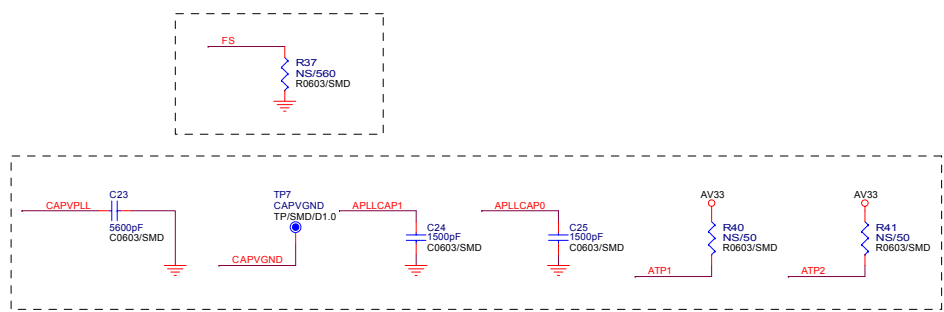 FS
R37
NS/560
R0603/SMD
CAPVPLL
C23
5600pF
C0603/SMD
TP7
CAPVGND
TP/SMD/D1.0
CAPVGND
APLLCAP1
C24
1500pF
C0603/SMD
APLLCAP0
C25
1500pF
C0603/SMD
AV33
R40
NS/50
R0603/SMD
ATP1
AV33
R41
NS/50
R0603/SMD
ATP2